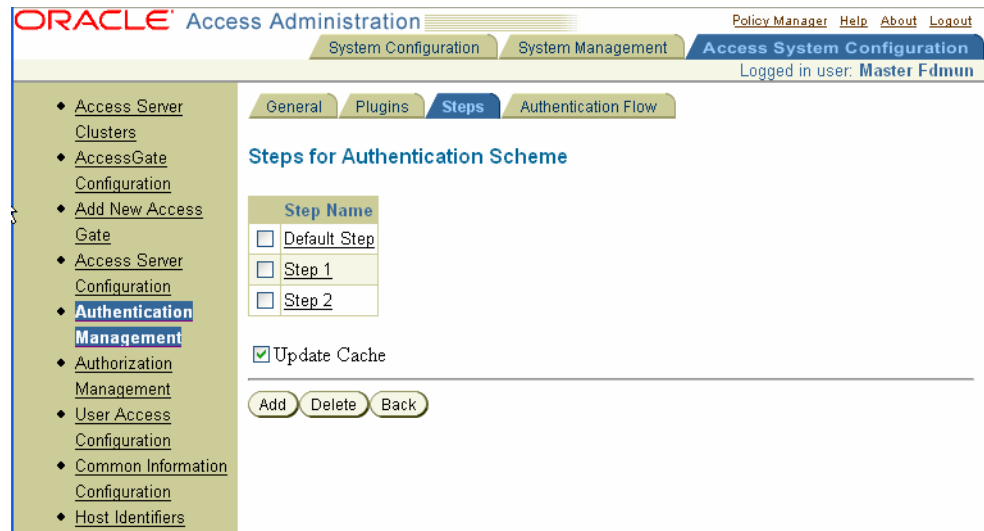 ORACLE Access Administration
Policy Manager Help About Logout
System Configuration System Management Access System Configuration
Logged in user: Master Fdmun
Access Server
Clusters
AccessGate
Configuration
Add New Access
Gate
Access Server
Configuration
Authentication
Management
Authorization
Management
User Access
Configuration
Common Information
Configuration
Host Identifiers
General Plugins Steps Authentication Flow
Steps for Authentication Scheme
Step Name
Default Step
Step 1
Step 2
Update Cache
Add Delete Back